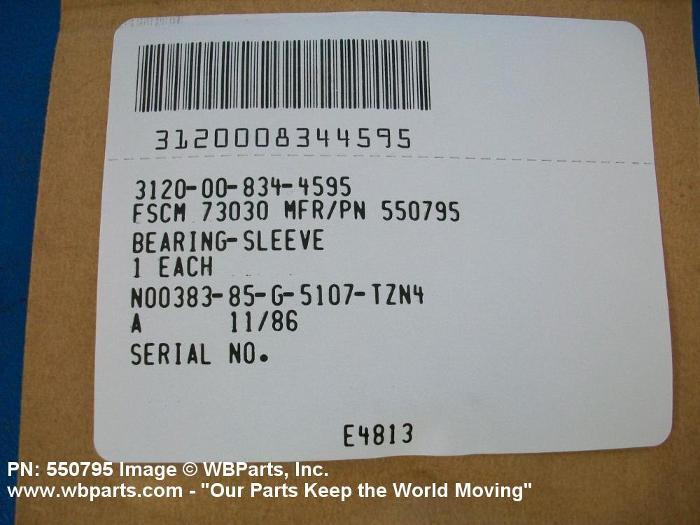 3120008344595
3120-00-834-4595
FSCM 73030 MFR/PN 550795
BEARING-SLEEVE
1 EACH
N00383-85-G-5107-TZN4
A 11/86
SERIAL NO.
E4813
PN: 550795 Image © WBParts, Inc.
www.wbparts.com - "Our Parts Keep the World Moving"